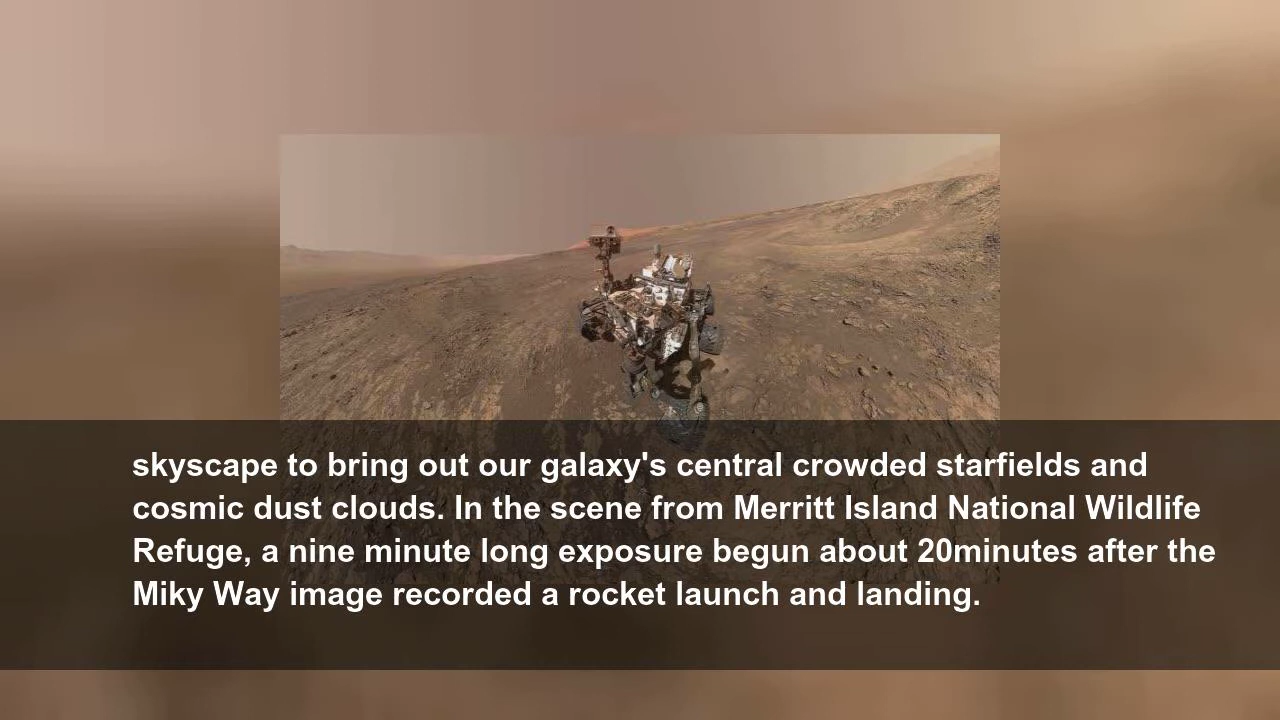 skyscape to bring out our galaxy's central crowded starfields and
cosmic dust clouds. In the scene from Merritt Island National Wildlife
Refuge, a nine minute long exposure begun about 20minutes after the
Miky Way image recorded a rocket launch and landing.